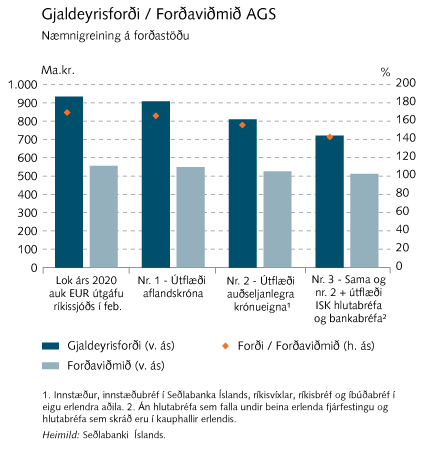 Gjaldeyrisforði / Forðaviðmið AGS
Næmnigreining á forðastöðu
Ma.kr.
%
1.000
900
800
700
600
500
400
300
200
100
0
200
180
160
140
120
100
80
60
40
20
0
Lok árs 2020
auk EUR útgáfu
ríkissjóðs í feb.
Nr. 1 - Útflæði
aflandskróna
Nr. 2 - Útflæði
auðseljanlegra
krónueigna¹
Nr. 3 - Sama og
nr. 2 + útflæði
ISK hlutabréfa
og bankabréfa²
Gjaldeyrisforði (v. ás)
Forði / Forðaviðmið (h. ás)
Forðaviðmið (v. ás)
1. Innstæður, innstæðubréf í Seðlabanka Íslands, ríkisvíxlar, ríkisbréf og íbúðabréf í
eigu erlendra aðila. 2. Án hlutabréfa sem falla undir beina erlenda fjárfestingu og
hlutabréfa sem skráð eru í kauphallir erlendis.
Heimild: Seðlabanki Íslands.